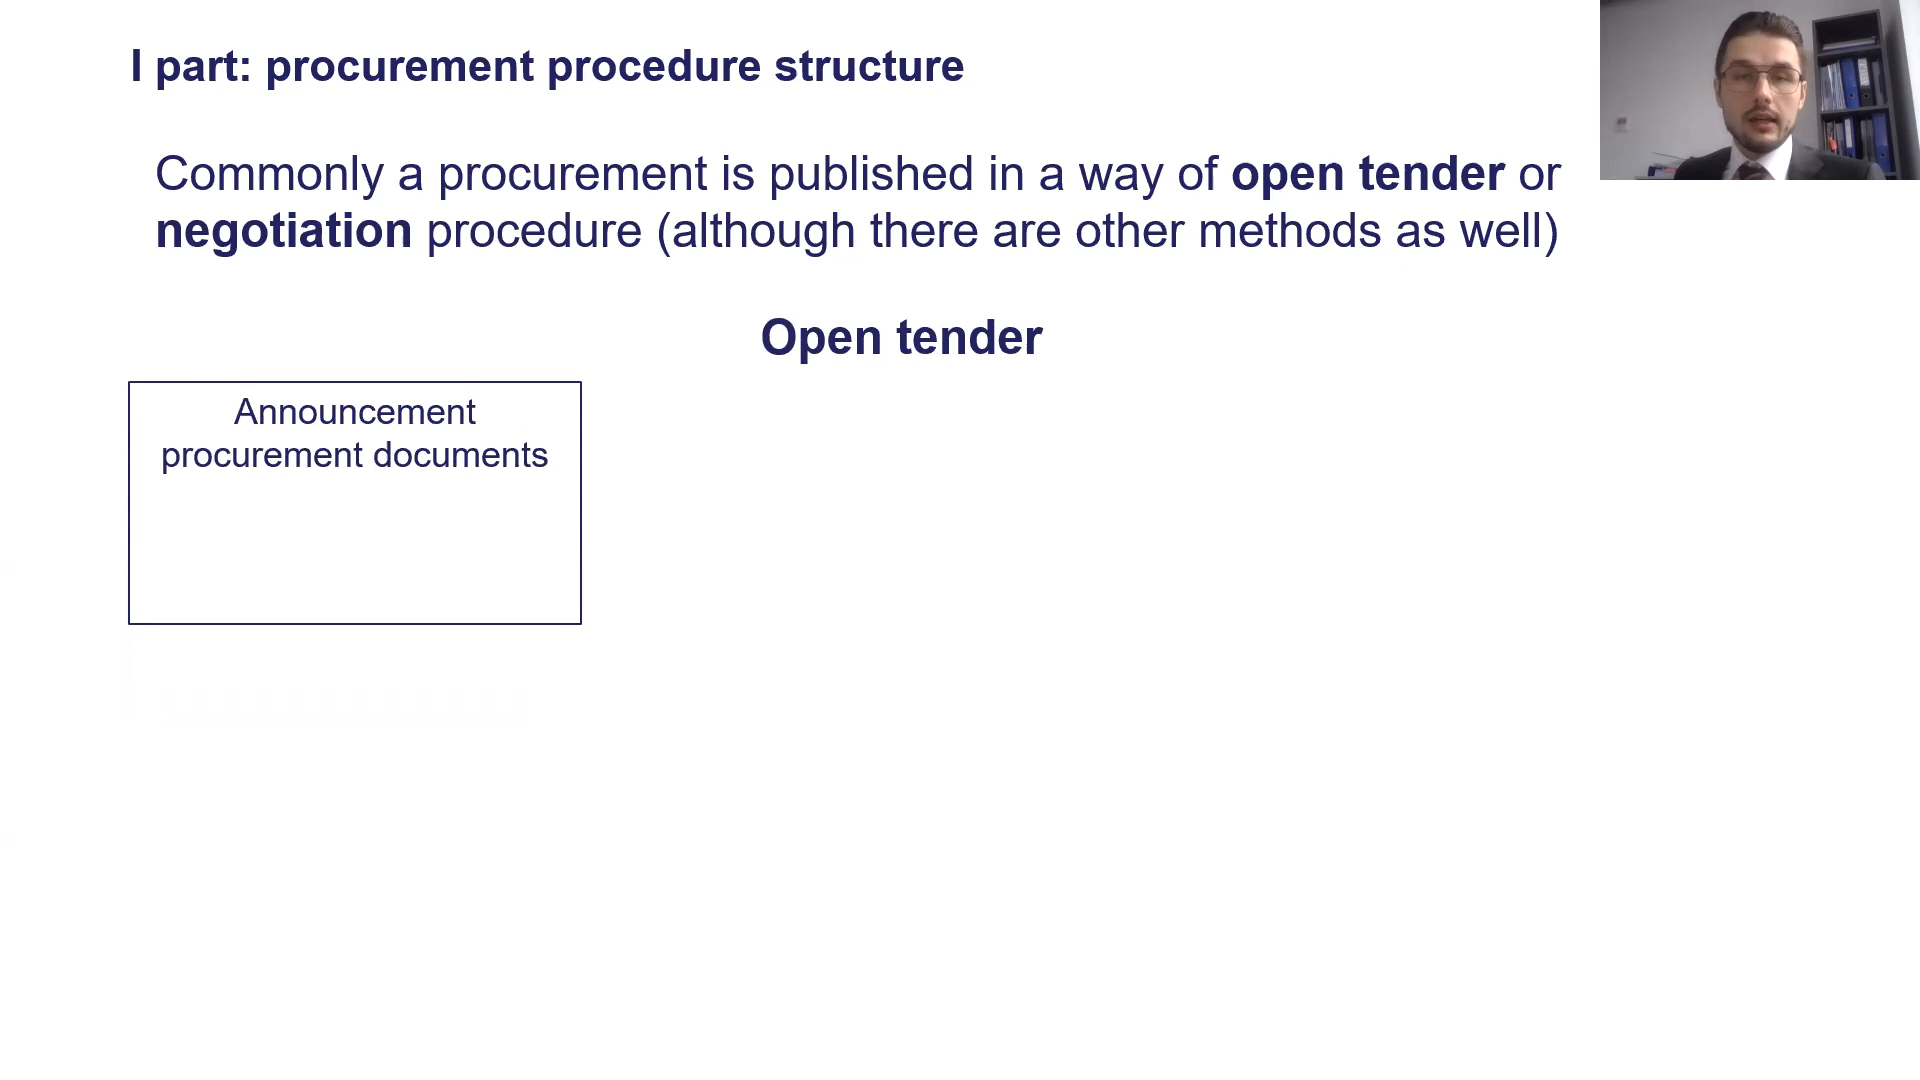 I part: procurement procedure structure
Commonly a procurement is published in a way of open tender or
negotiation procedure (although there are other methods as well)
Open tender
Announcement
procurement documents